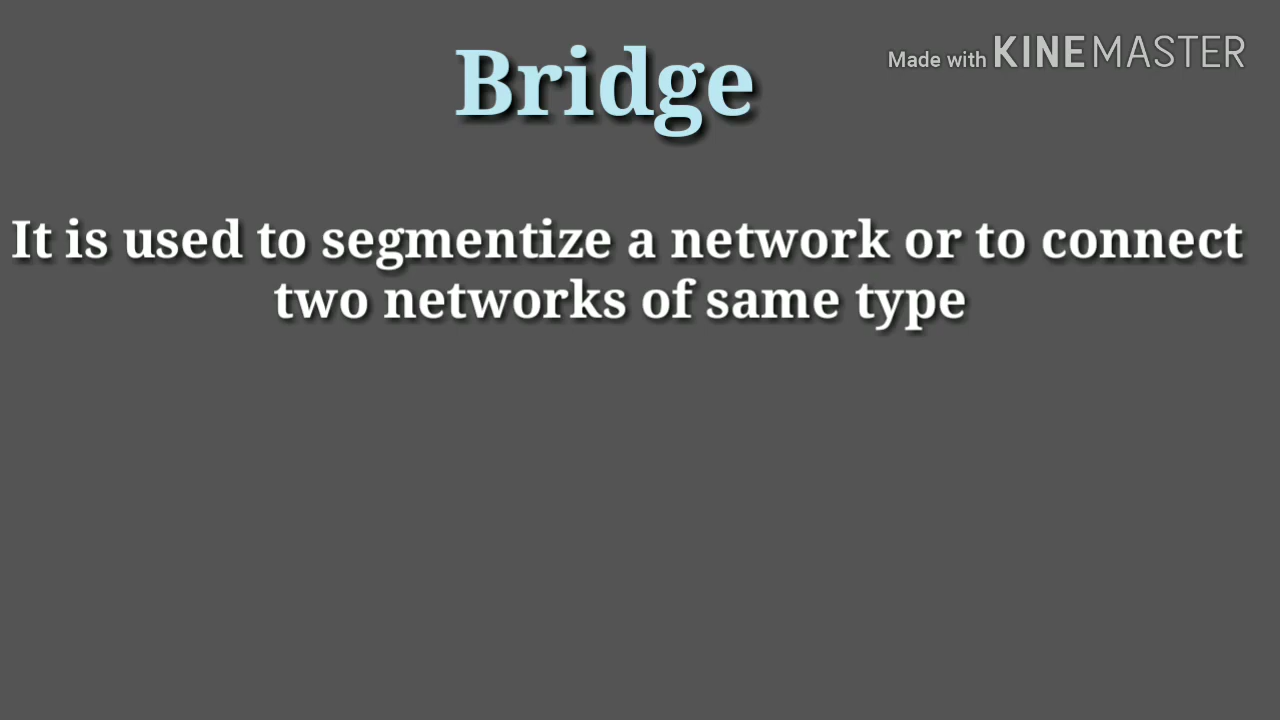 Bridge
Made with KINEMASTER
It is used to segmentize a network or to connect
two networks of same type